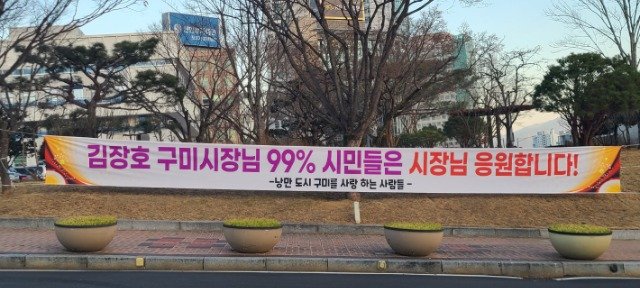 김장호 구미시장님 99% 시민들은 시장님 응원합니다!
-낭만 도시 구미를 사랑 하는 사람들 -